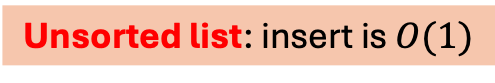 Unsorted list: insert is O(1)